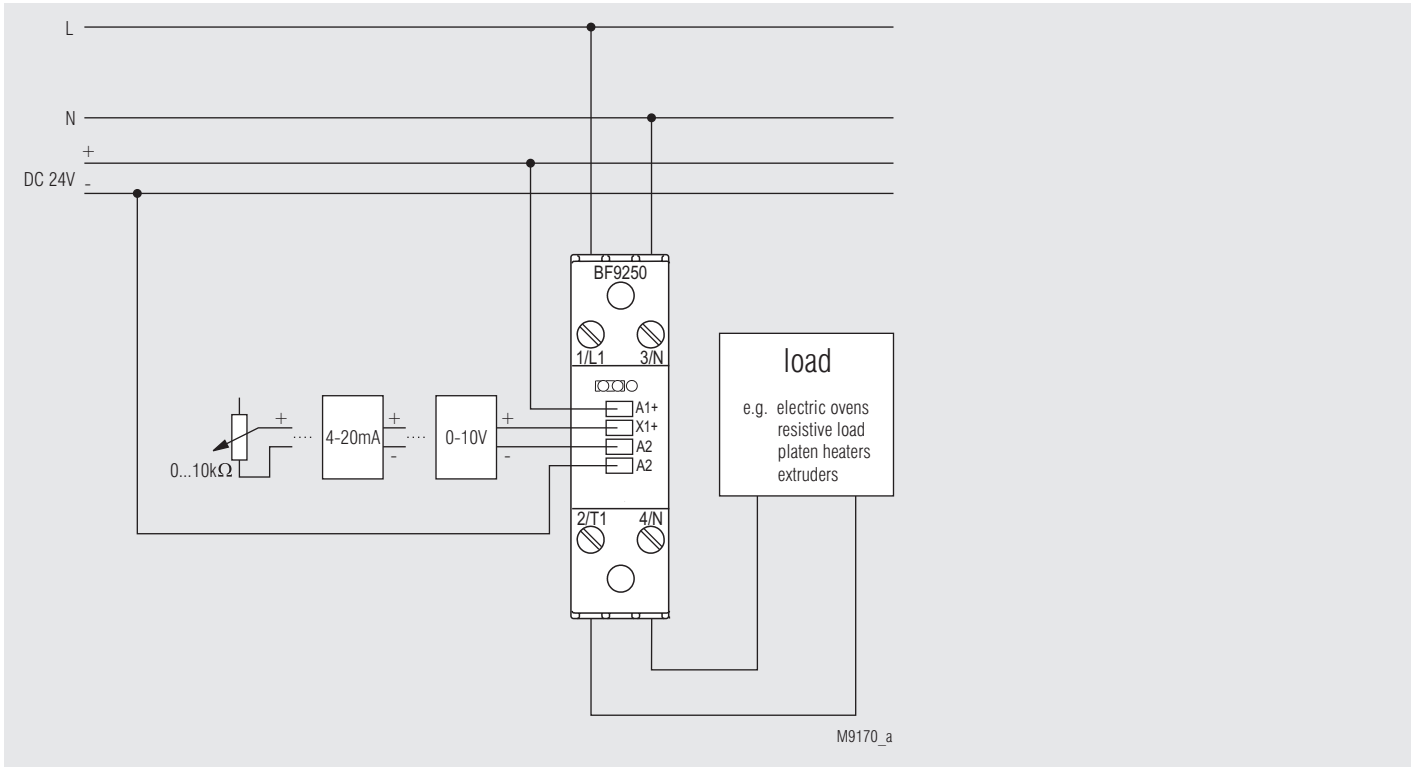 L
N
+
DC 24V -
BF9250
1/L1 3/N
load
e.g. electric ovens
resistive load
platen heaters
extruders
A1+
X1+
A2
A2
+ .... 4-20mA + - .... 0-10V + -
0...10kΩ
2/T1 4/N
M9170_a